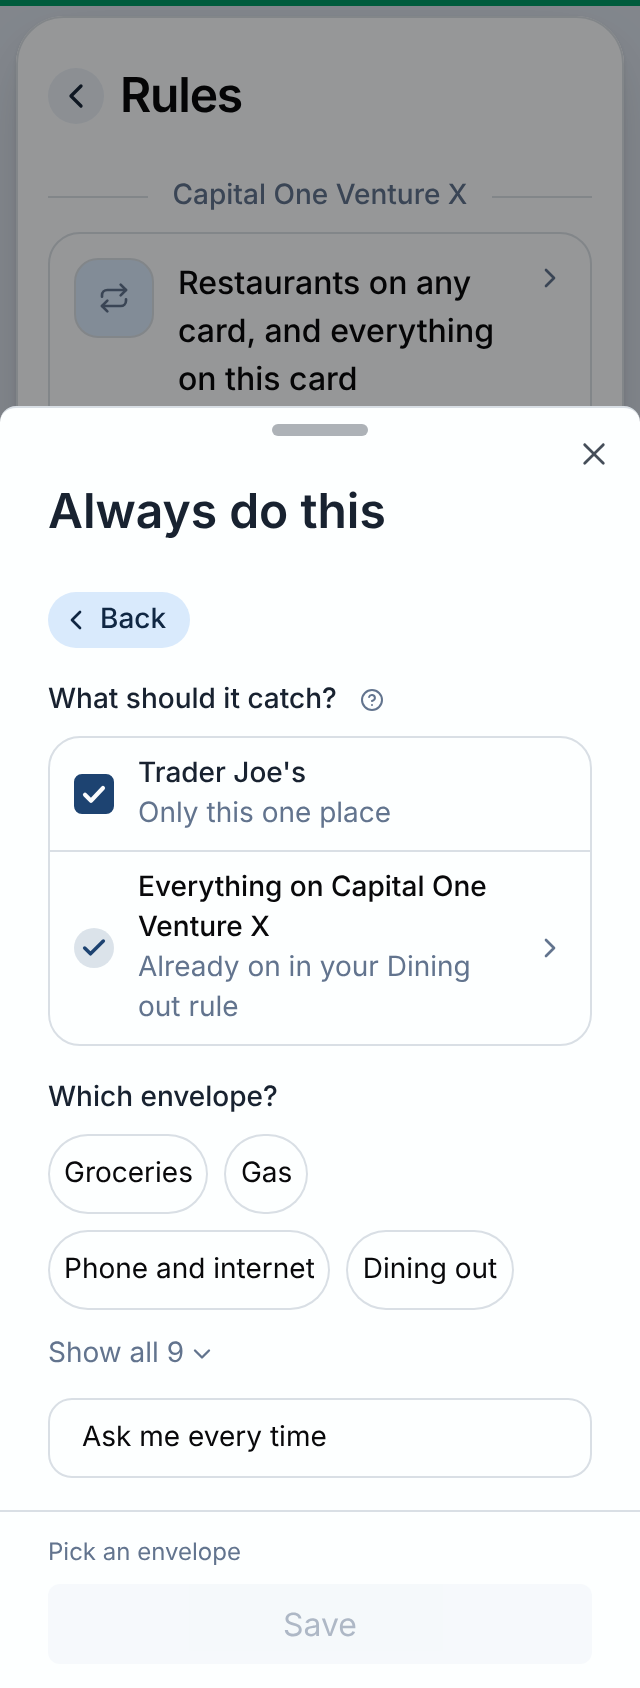 Rules
Capital One Venture X
Restaurants on any
card, and everything
on this card
Always do this
Back
What should it catch?
Trader Joe's
Only this one place
Everything on Capital One
Venture X
Already on in your Dining
out rule
Which envelope?
Groceries
Gas
Phone and internet
Dining out
Show all 9
Ask me every time
Pick an envelope
Save